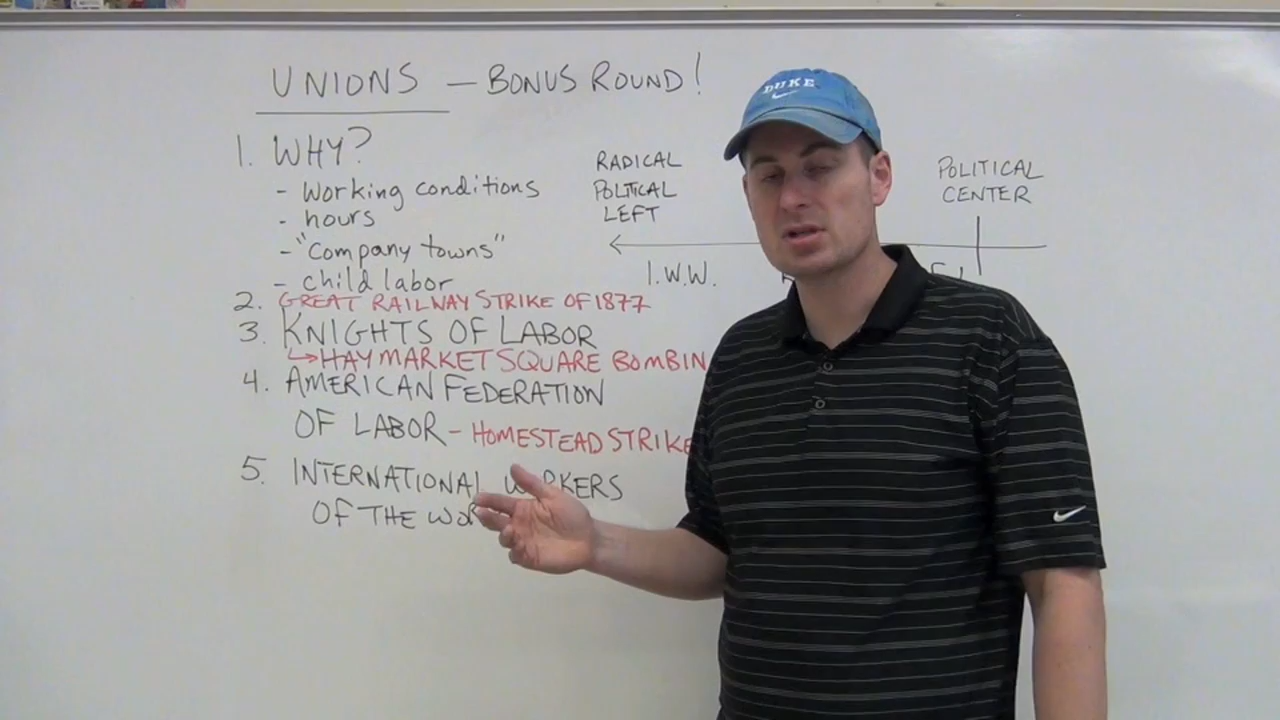 UNIONS — BONUS ROUND!
1. WHY?
- Working conditions
- hours
- "Company towns"
- child labor
2. GREAT RAILWAY STRIKE OF 1877
3. KNIGHTS OF LABOR
↳ HAYMARKET SQUARE BOMBIN
4. AMERICAN FEDERATION
OF LABOR - HOMESTEAD STRIKE
5. INTERNATIONAL WORKERS
OF THE WOR
RADICAL
POLITICAL
LEFT
I.W.W.
POLITICAL
CENTER
DUKE